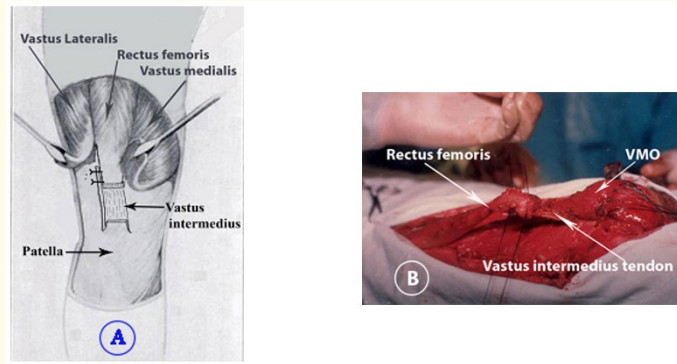 Vastus Lateralis
Rectus femoris
Vastus medialis
Vastus
intermedius
Patella
A
Rectus femoris
VMO
Vastus intermedius tendon
B